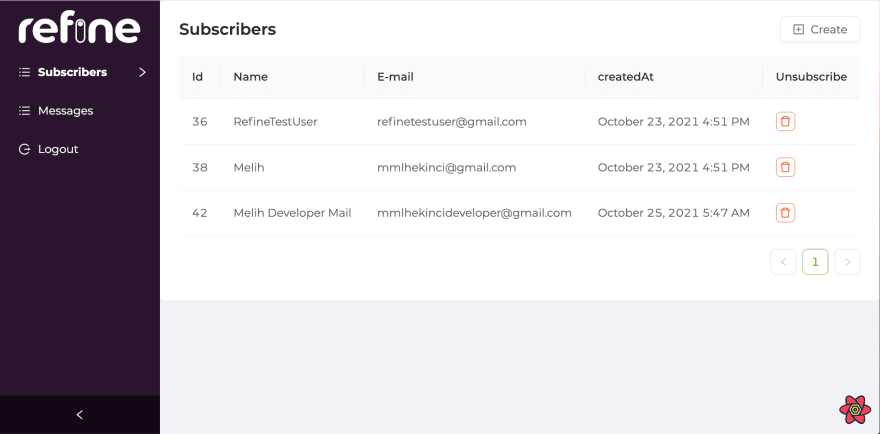 refine
Subscribers
Messages
Logout
Subscribers
Create
Id Name E-mail createdAt Unsubscribe
36 RefineTestUser refinetestuser@gmail.com October 23, 2021 4:51 PM
38 Melih mmlhekinci@gmail.com October 23, 2021 4:51 PM
42 Melih Developer Mail mmlhekincideveloper@gmail.com October 25, 2021 5:47 AM
1